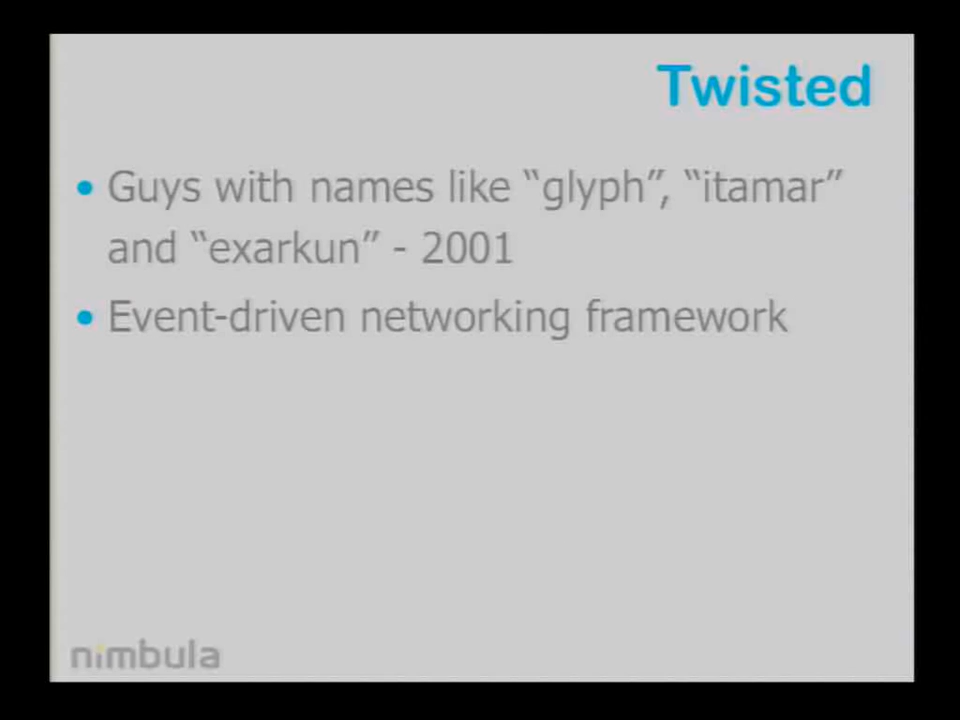 Twisted
• Guys with names like “glyph”, “itamar”
and “exarkun” - 2001
• Event-driven networking framework
nimbula